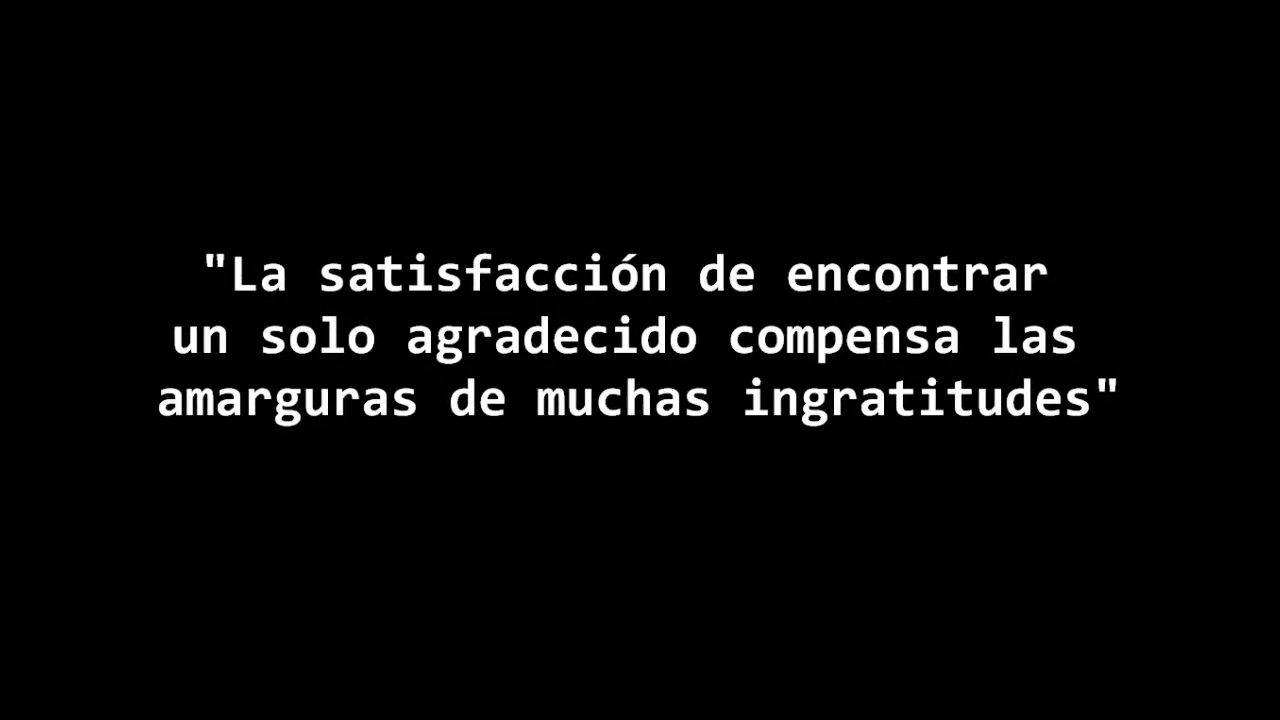 "La satisfacción de encontrar
un solo agradecido compensa las
amarguras de muchas ingratitudes"